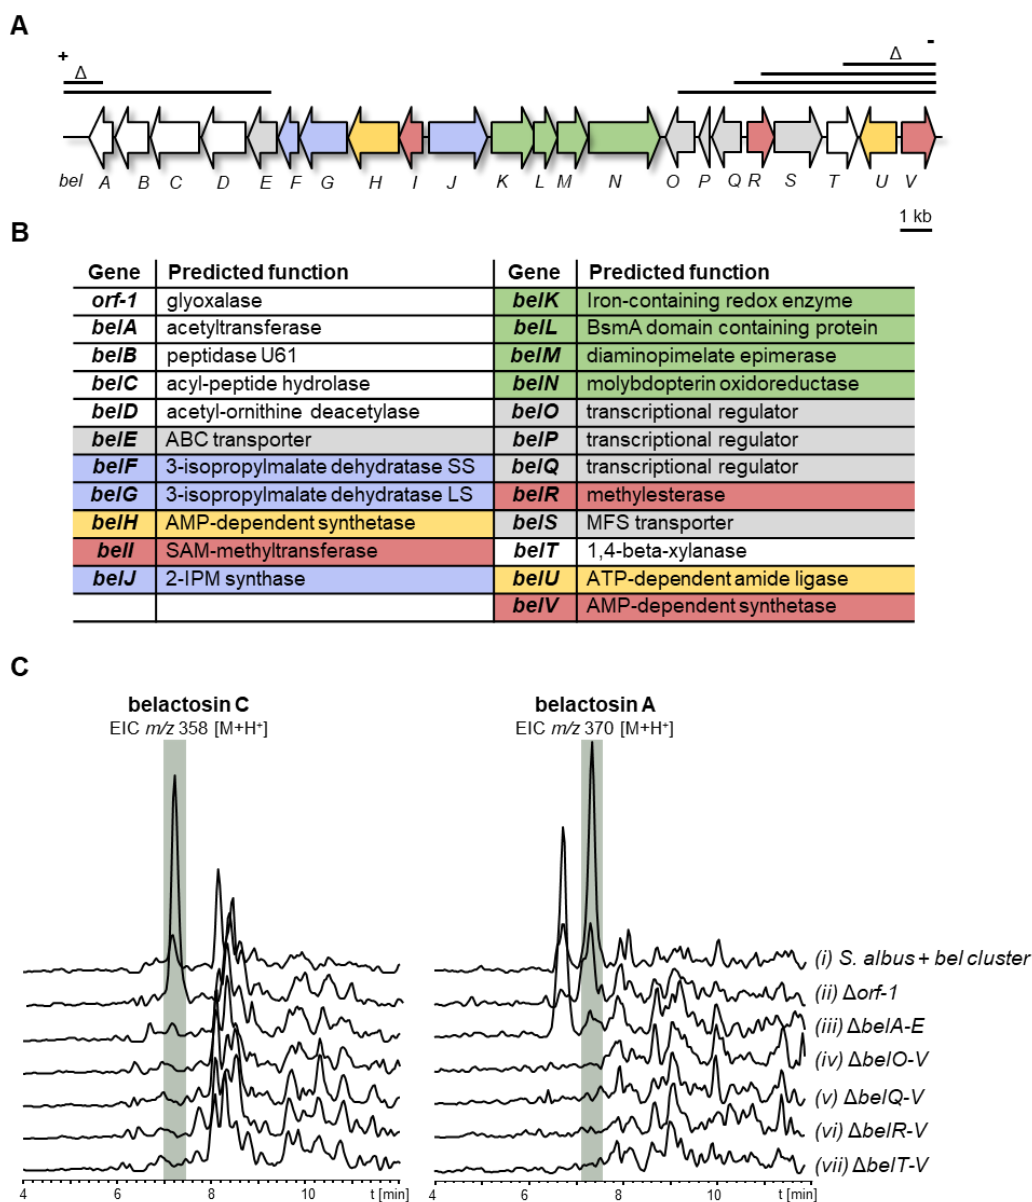 A
+
Δ
-
Δ
bel A B C D E F G H I J K L M N O P Q R S T U V
1 kb
B
Gene Predicted function Gene Predicted function
orf-1 glyoxalase belK Iron-containing redox enzyme
belA acetyltransferase belL BsmA domain containing protein
belB peptidase U61 belM diaminopimelate epimerase
belC acyl-peptide hydrolase belN molybdopterin oxidoreductase
belD acetyl-ornithine deacetylase belO transcriptional regulator
belE ABC transporter belP transcriptional regulator
belF 3-isopropylmalate dehydratase SS belQ transcriptional regulator
belG 3-isopropylmalate dehydratase LS belR methylesterase
belH AMP-dependent synthetase belS MFS transporter
belI SAM-methyltransferase belT 1,4-beta-xylanase
belJ 2-IPM synthase belU ATP-dependent amide ligase
belV AMP-dependent synthetase
C
belactosin C
EIC m/z 358 [M+H⁺]
belactosin A
EIC m/z 370 [M+H⁺]
(i) S. albus + bel cluster
(ii) Δorf-1
(iii) ΔbelA-E
(iv) ΔbelO-V
(v) ΔbelQ-V
(vi) ΔbelR-V
(vii) ΔbelT-V
4 6 8 10 t [min] 4 6 8 10 t [min]